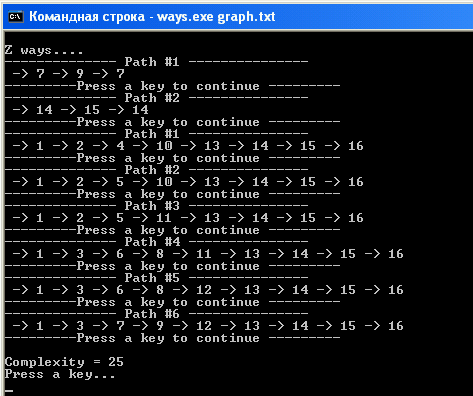 Командная строка - ways.exe graph.txt
Z ways....
-------------- Path #1 ---------------
-> 7 -> 9 -> 7
---------Press a key to continue ---------
-------------- Path #2 ---------------
-> 14 -> 15 -> 14
---------Press a key to continue ---------
-------------- Path #1 ---------------
-> 1 -> 2 -> 4 -> 10 -> 13 -> 14 -> 15 -> 16
---------Press a key to continue ---------
-------------- Path #2 ---------------
-> 1 -> 2 -> 5 -> 10 -> 13 -> 14 -> 15 -> 16
---------Press a key to continue ---------
-------------- Path #3 ---------------
-> 1 -> 2 -> 5 -> 11 -> 13 -> 14 -> 15 -> 16
---------Press a key to continue ---------
-------------- Path #4 ---------------
-> 1 -> 3 -> 6 -> 8 -> 11 -> 13 -> 14 -> 15 -> 16
---------Press a key to continue ---------
-------------- Path #5 ---------------
-> 1 -> 3 -> 6 -> 8 -> 12 -> 13 -> 14 -> 15 -> 16
---------Press a key to continue ---------
-------------- Path #6 ---------------
-> 1 -> 3 -> 7 -> 9 -> 12 -> 13 -> 14 -> 15 -> 16
---------Press a key to continue ---------
Complexity = 25
Press a key...